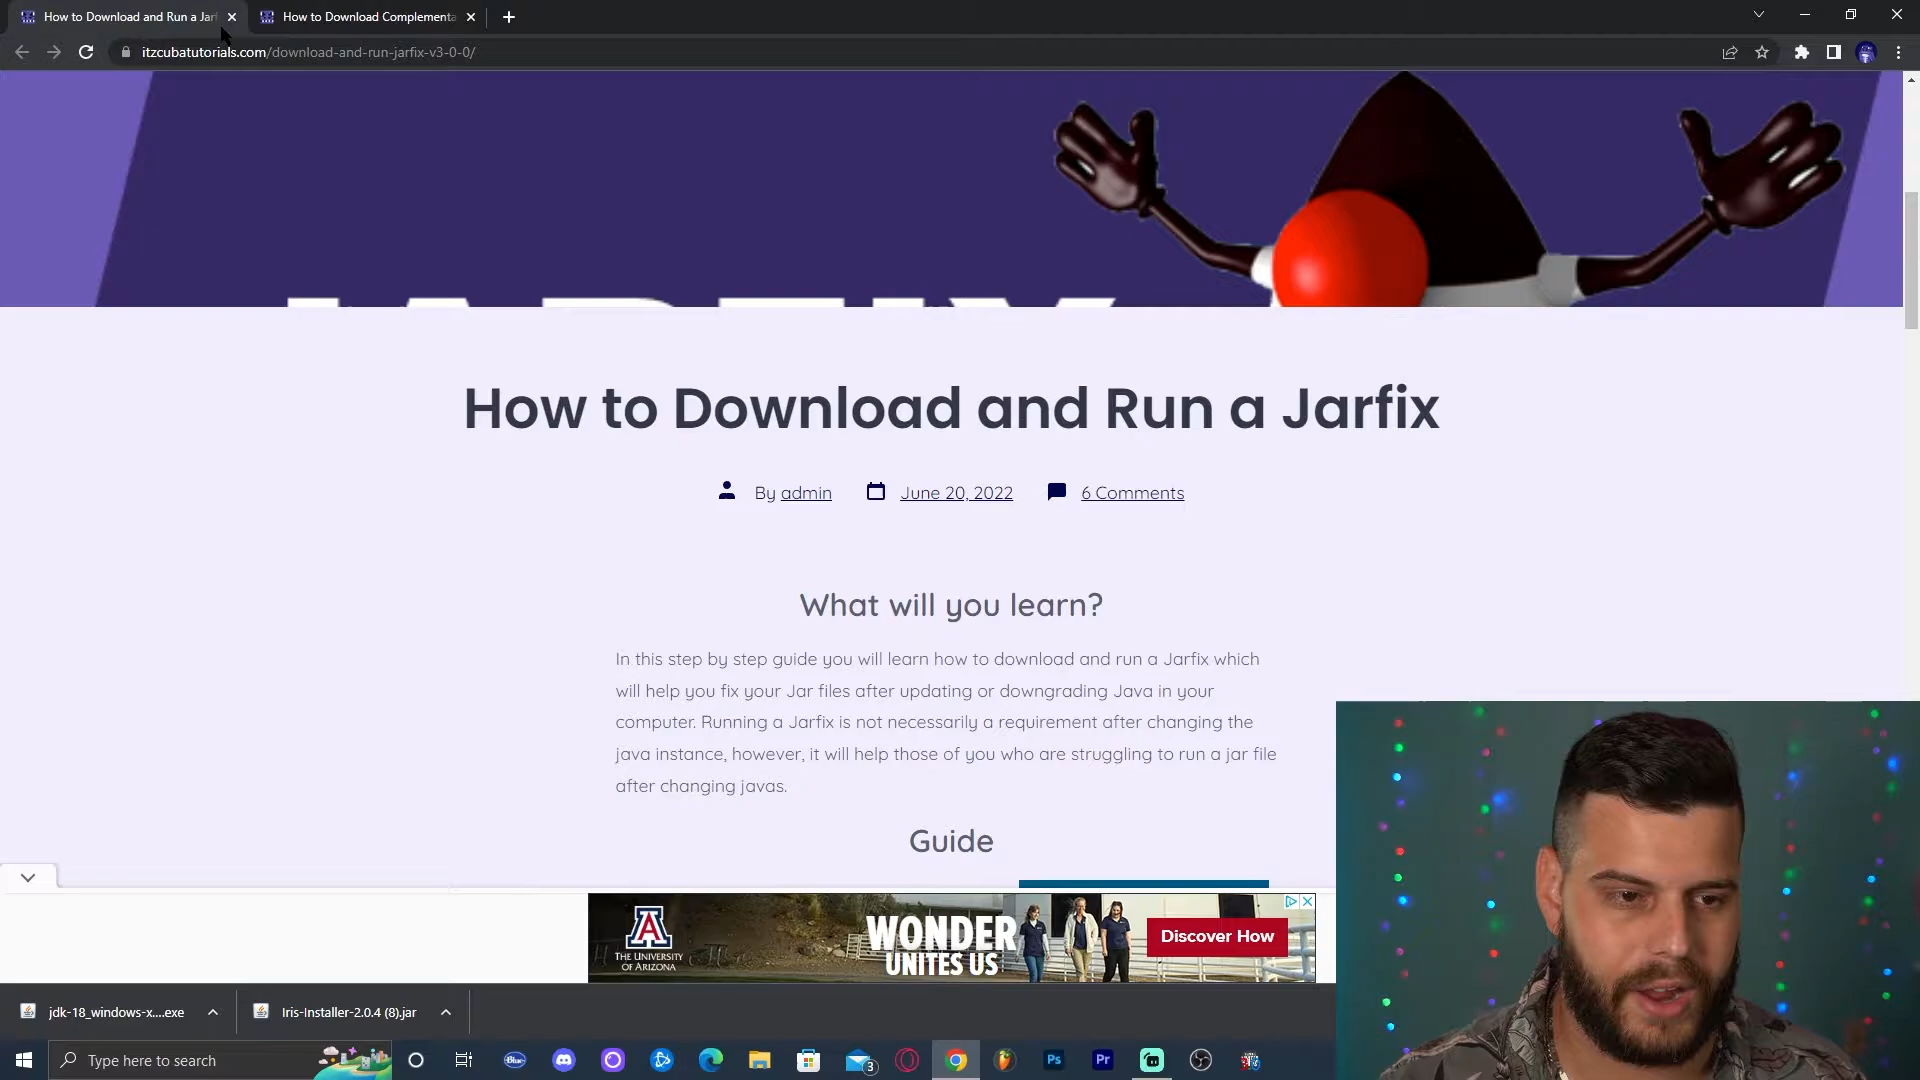 How to Download and Run a Jarf
How to Download Complementa
itzcubatutorials.com/download-and-run-jarfix-v3-0-0/
How to Download and Run a Jarfix
By admin June 20, 2022 6 Comments
What will you learn?
In this step by step guide you will learn how to download and run a Jarfix which
will help you fix your Jar files after updating or downgrading Java in your
computer. Running a Jarfix is not necessarily a requirement after changing the
java instance, however, it will help those of you who are struggling to run a jar file
after changing javas.
Guide
A
THE UNIVERSITY
OF ARIZONA
WONDER
UNITES US
Discover How
jdk-18_windows-x....exe
Iris-Installer-2.0.4 (8).jar
Type here to search
Blue
3
Ps
Pr